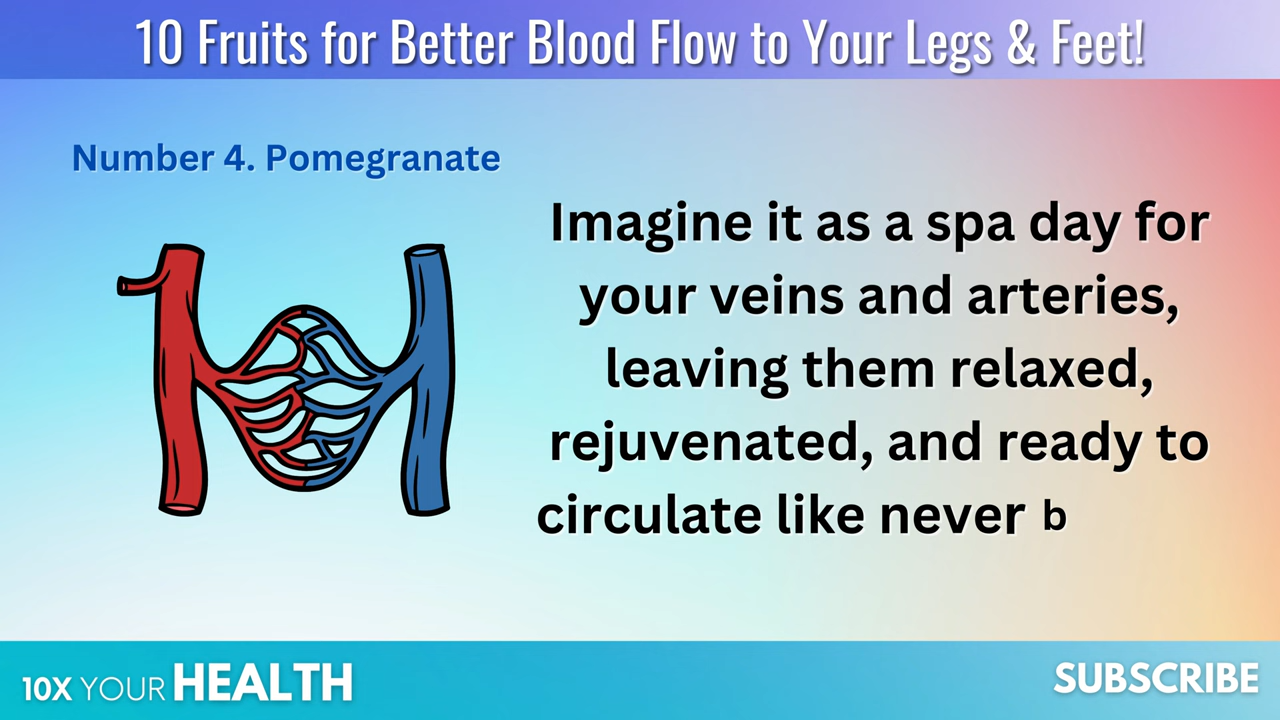 10 Fruits for Better Blood Flow to Your Legs & Feet!
Number 4. Pomegranate
Imagine it as a spa day for
your veins and arteries,
leaving them relaxed,
rejuvenated, and ready to
circulate like never b
10X YOUR HEALTH
SUBSCRIBE